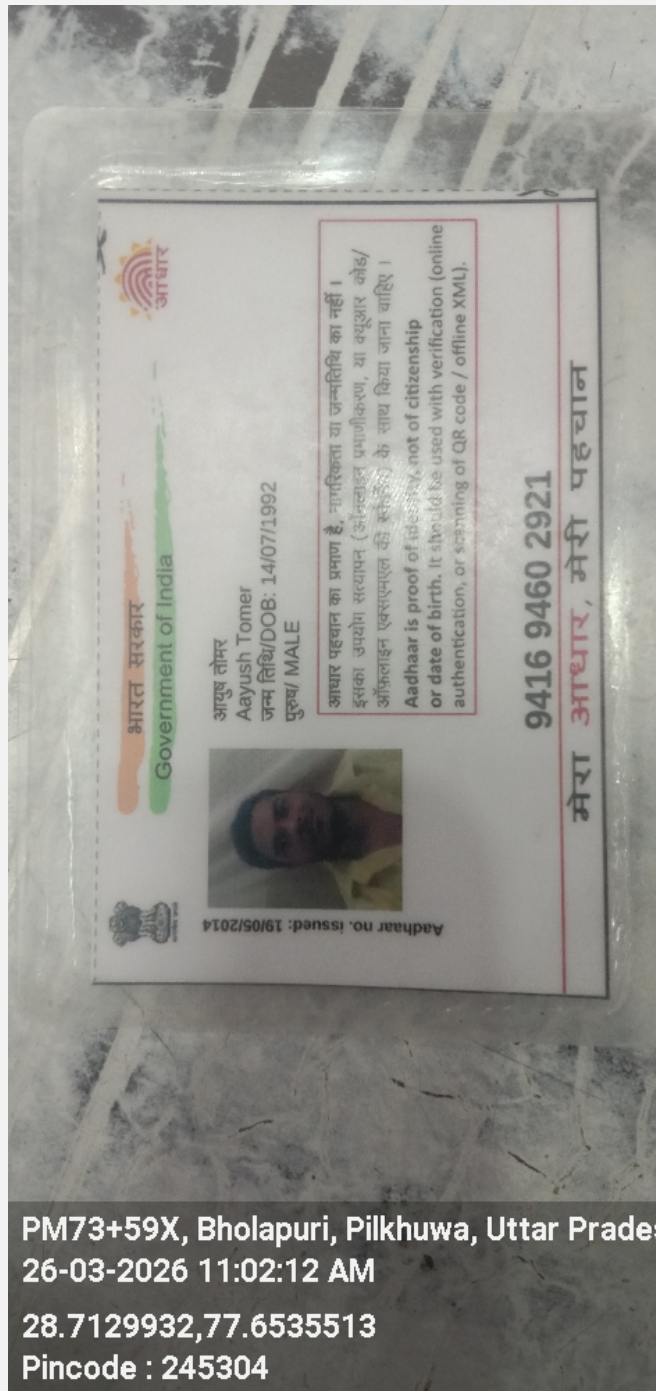 भारत सरकार
Government of India
आधार
आयुष तोमर
Aayush Tomer
जन्म तिथि/DOB: 14/07/1992
पुरुष/ MALE
Aadhaar no. issued: 19/05/2014
आधार पहचान का प्रमाण है, नागरिकता या जन्मतिथि का नहीं ।
इसका उपयोग सत्यापन (ऑनलाइन प्रमाणीकरण, या क्यूआर कोड/
ऑफलाइन एक्सएमएल की स्कैनिंग) के साथ किया जाना चाहिए ।
Aadhaar is proof of identity, not of citizenship
or date of birth. It should be used with verification (online
authentication, or scanning of QR code / offline XML).
9416 9460 2921
मेरा आधार, मेरी पहचान
PM73+59X, Bholapuri, Pilkhuwa, Uttar Prades
26-03-2026 11:02:12 AM
28.7129932,77.6535513
Pincode : 245304